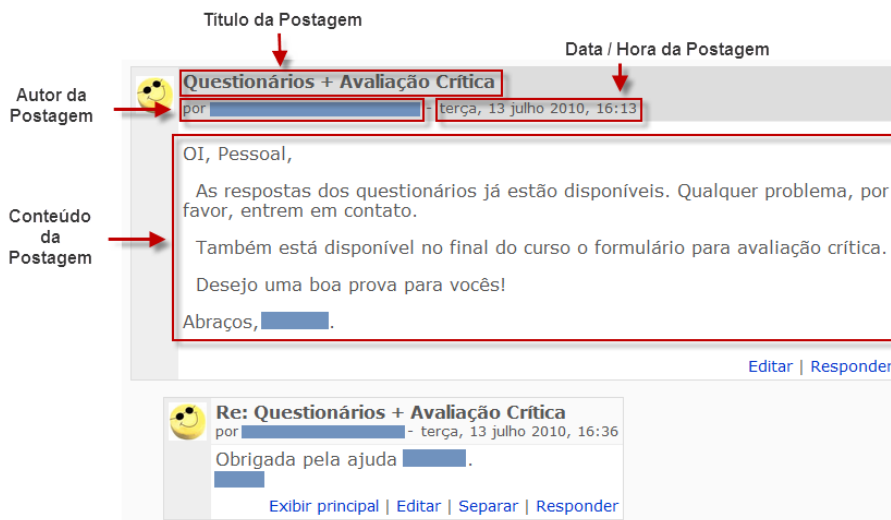 Titulo da Postagem
Data / Hora da Postagem
Autor da
Postagem
Questionários + Avaliação Crítica
por - terça, 13 julho 2010, 16:13
Conteúdo
da
Postagem
OI, Pessoal,
As respostas dos questionários já estão disponíveis. Qualquer problema, por
favor, entrem em contato.
Também está disponível no final do curso o formulário para avaliação crítica.
Desejo uma boa prova para vocês!
Abraços, .
Editar | Responder
Re: Questionários + Avaliação Crítica
por - terça, 13 julho 2010, 16:36
Obrigada pela ajuda .
Exibir principal | Editar | Separar | Responder